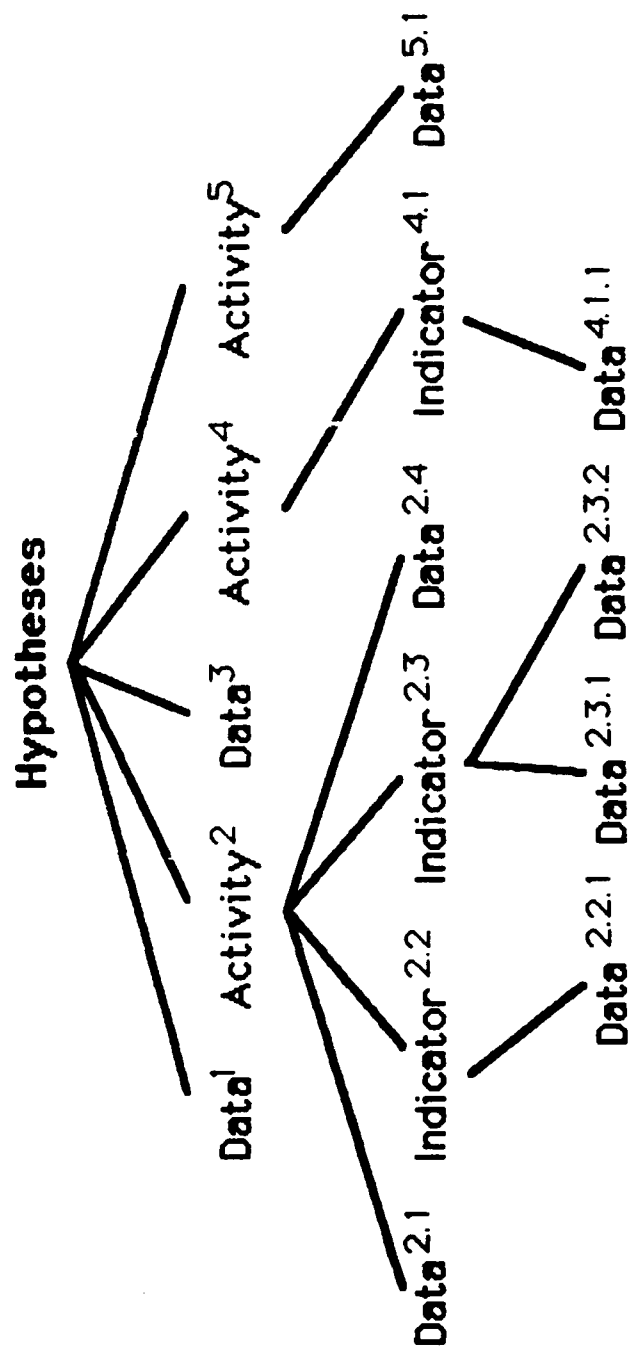 Hypotheses
Data¹ Activity² Data³ Activity⁴ Activity⁵
Data²·¹ Indicator²·² Indicator²·³ Data²·⁴ Indicator⁴·¹ Data⁵·¹
Data²·²·¹ Data²·³·¹ Data²·³·² Data⁴·¹·¹